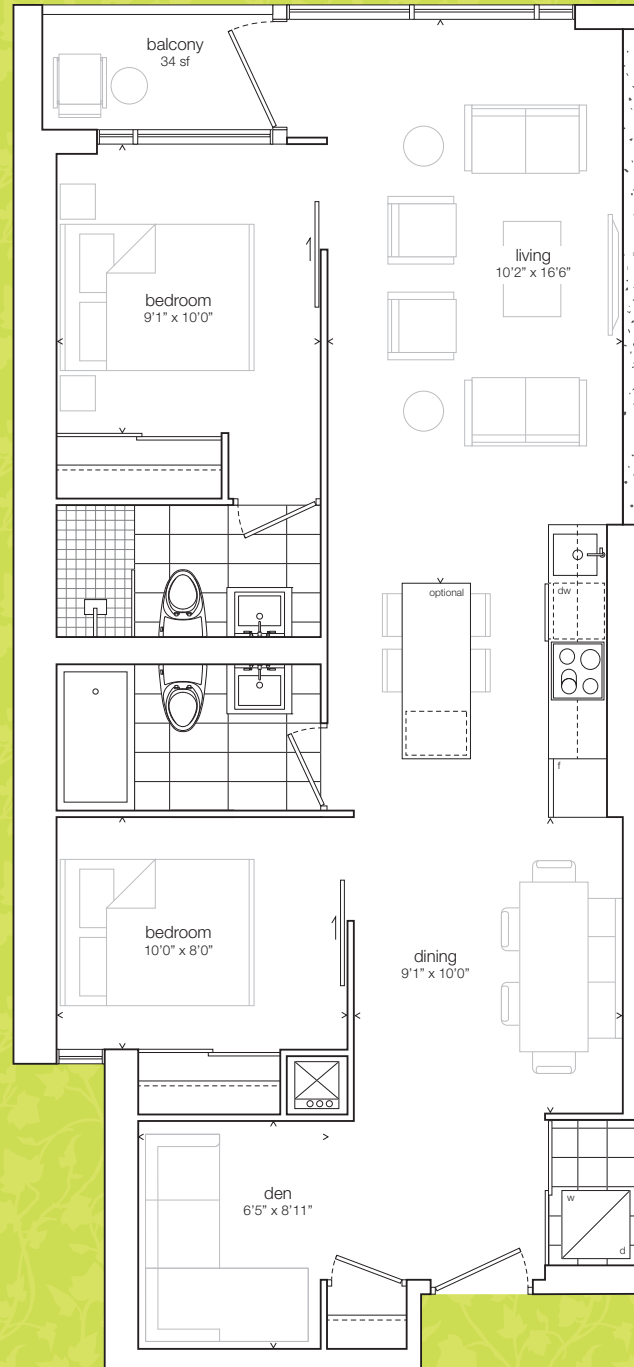 balcony
34 sf
living
10'2” x 16'6”
bedroom
9'1” x 10'0”
optional
dw
f
bedroom
10'0” x 8'0”
dining
9'1” x 10'0”
den
6'5” x 8'11”
w
d